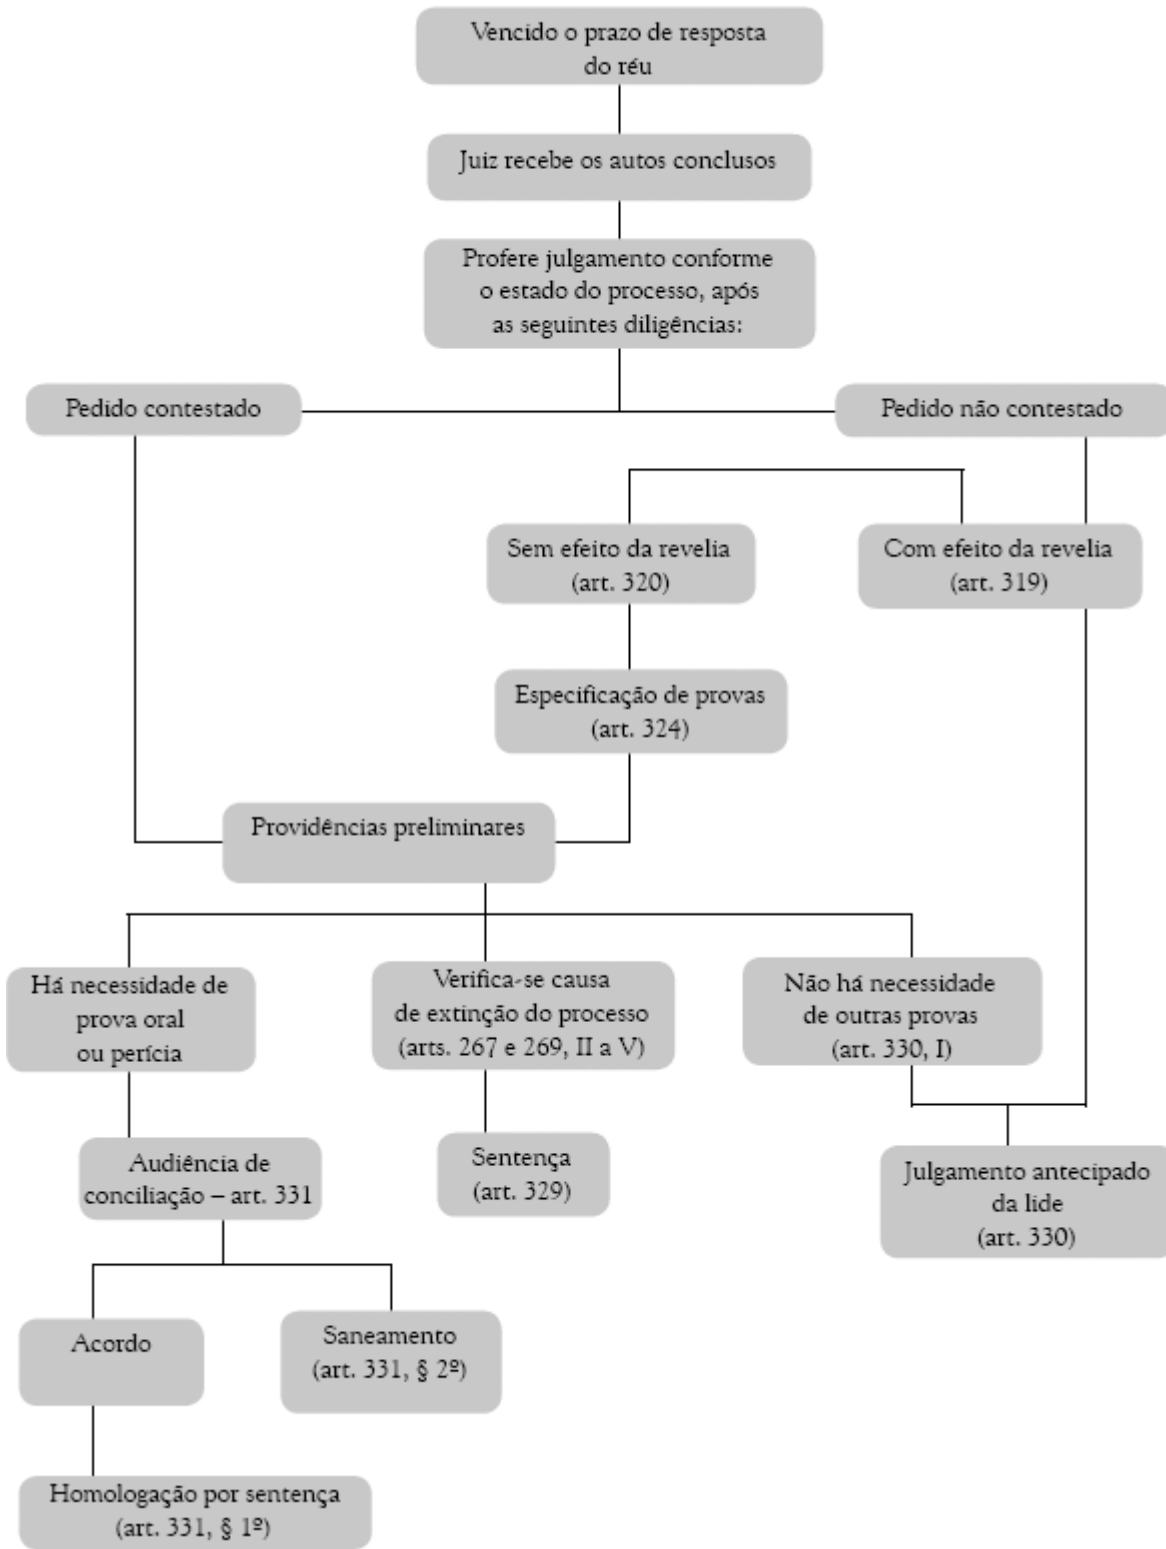 Vencido o prazo de resposta
do réu
Juiz recebe os autos conclusos
Profere julgamento conforme
o estado do processo, após
as seguintes diligências:
Pedido contestado
Pedido não contestado
Sem efeito da revelia
(art. 320)
Com efeito da revelia
(art. 319)
Especificação de provas
(art. 324)
Providências preliminares
Há necessidade de
prova oral
ou perícia
Verifica-se causa
de extinção do processo
(arts. 267 e 269, II a V)
Não há necessidade
de outras provas
(art. 330, I)
Audiência de
conciliação – art. 331
Sentença
(art. 329)
Julgamento antecipado
da lide
(art. 330)
Acordo
Saneamento
(art. 331, § 2º)
Homologação por sentença
(art. 331, § 1º)